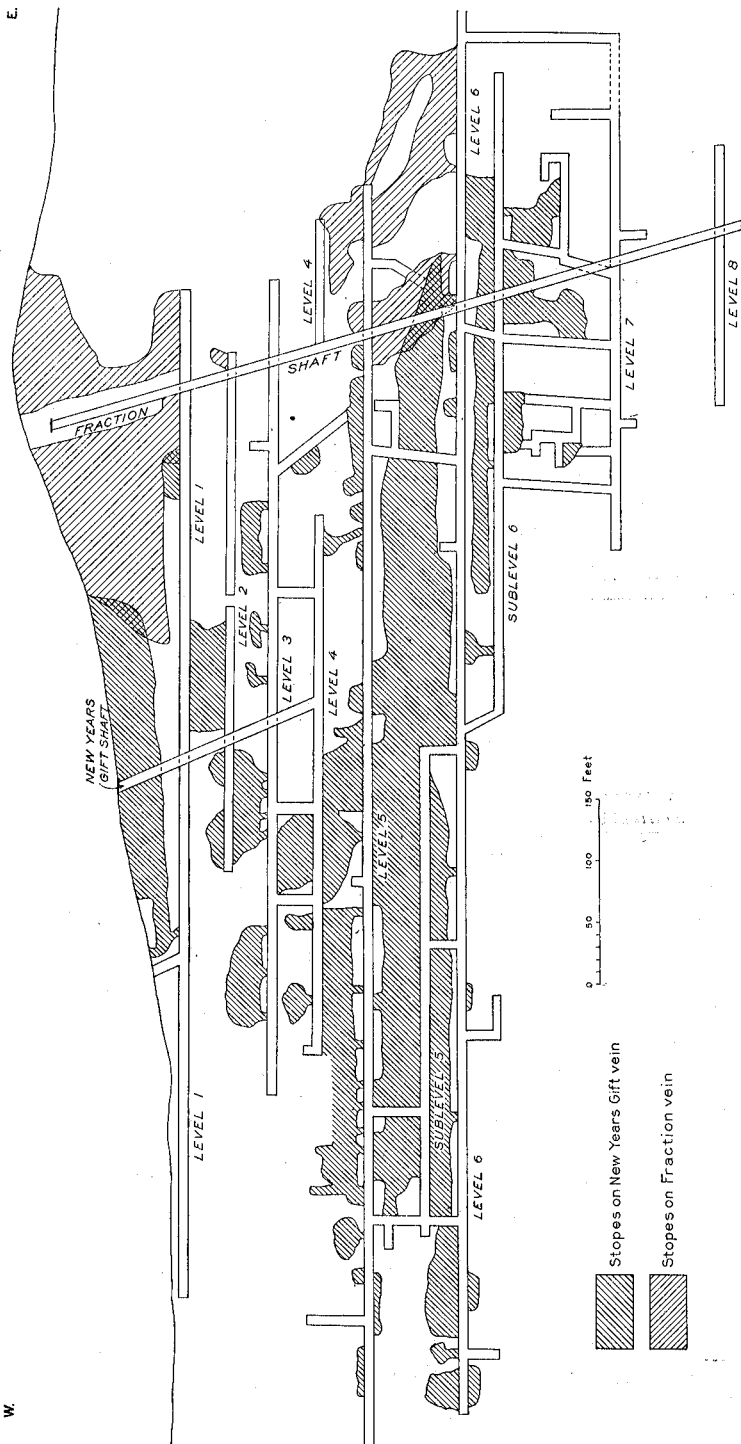 W.
E.
NEW YEARS
GIFT SHAFT
FRACTION
SHAFT
LEVEL 1
LEVEL 1
LEVEL 2
LEVEL 3
LEVEL 4
LEVEL 4
LEVEL 5
SUBLEVEL 5
LEVEL 6
LEVEL 6
SUBLEVEL 6
LEVEL 7
LEVEL 8
0 50 100 150 Feet
Stopes on New Years Gift vein
Stopes on Fraction vein